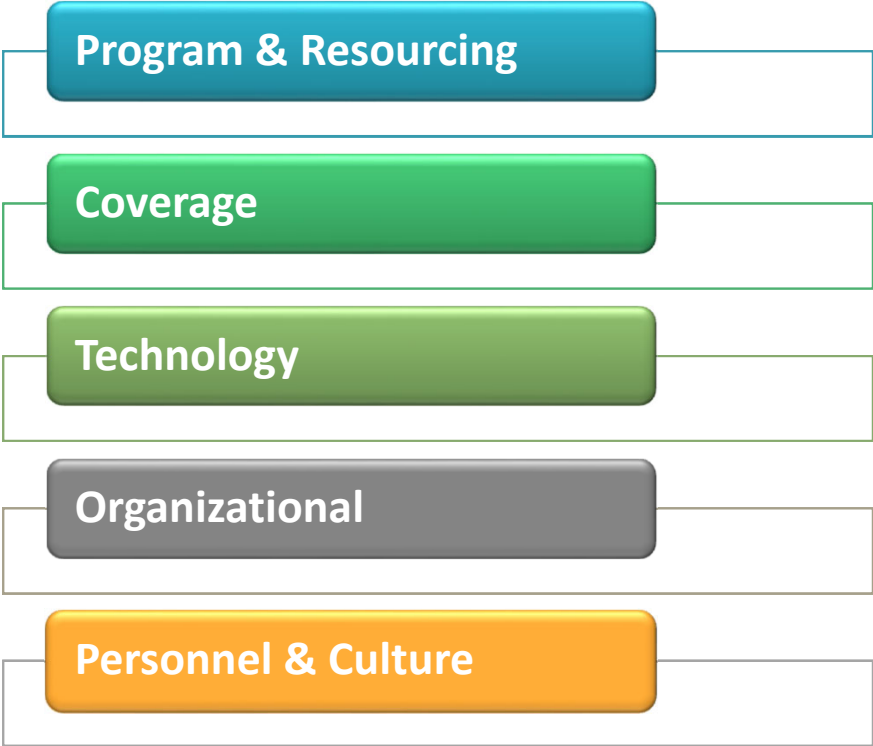 Program & Resourcing
Coverage
Technology
Organizational
Personnel & Culture